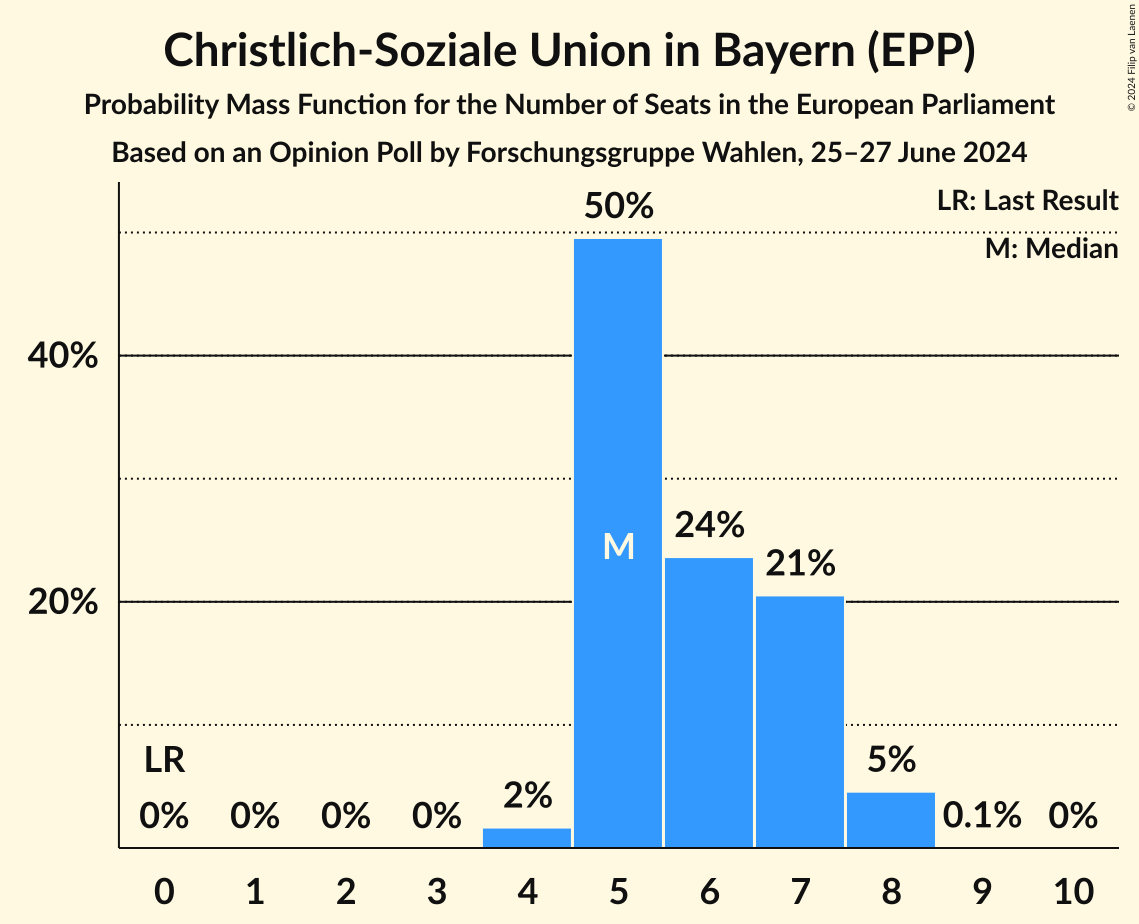 Christlich-Soziale Union in Bayern (EPP)
Probability Mass Function for the Number of Seats in the European Parliament
Based on an Opinion Poll by Forschungsgruppe Wahlen, 25–27 June 2024
© 2024 Filip van Laenen
LR: Last Result
M: Median
50%
40%
M
24%
21%
20%
LR
0%
0%
0%
0%
2%
5%
0.1%
0%
0 1 2 3 4 5 6 7 8 9 10